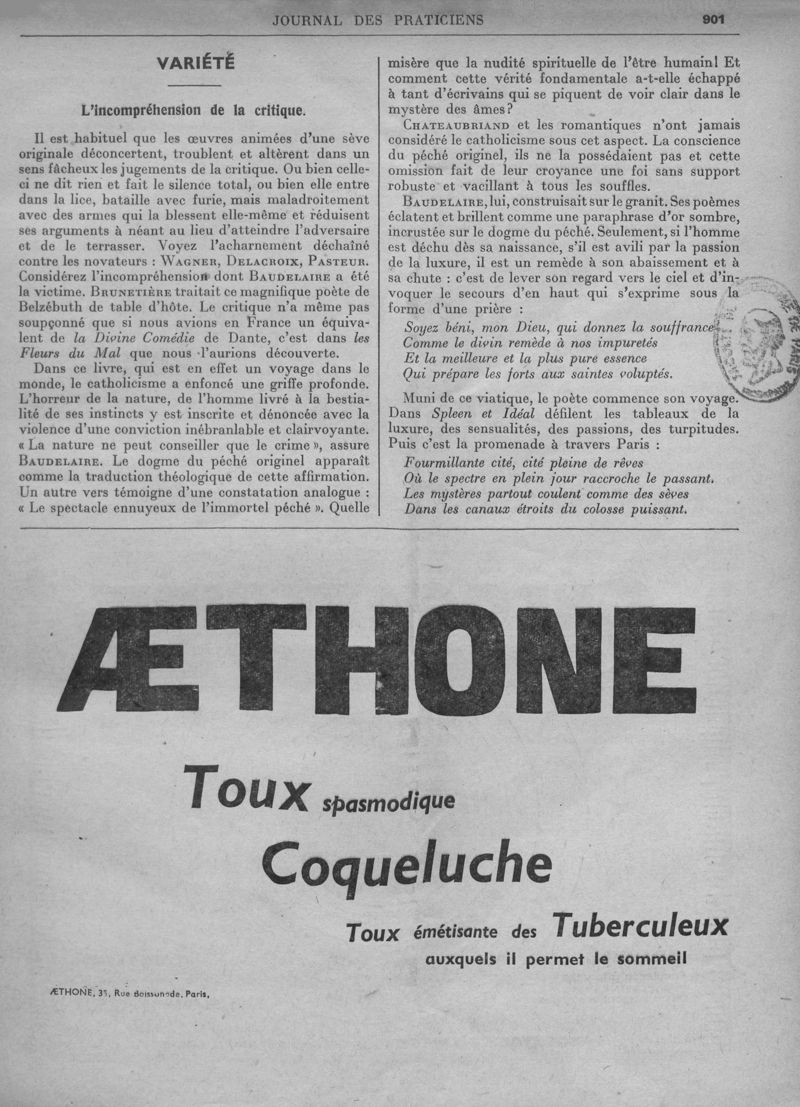 JOURNAL DES PRATICIENS 901
VARIÉTÉ
L'incompréhension de la critique.
Il est habituel que les œuvres animées d'une sève
originale déconcertent, troublent et altèrent dans un
sens fâcheux les jugements de la critique. Ou bien celle-
ci ne dit rien et fait le silence total, ou bien elle entre
dans la lice, bataille avec furie, mais maladroitement
avec des armes qui la blessent elle-même et réduisent
ses arguments à néant au lieu d'atteindre l'adversaire
et de le terrasser. Voyez l'acharnement déchaîné
contre les novateurs : WAGNER, DELACROIX, PASTEUR.
Considérez l'incompréhension dont BAUDELAIRE a été
la victime. BRUNETIÈRE traitait ce magnifique poète de
Belzébuth de table d'hôte. Le critique n'a même pas
soupçonné que si nous avions en France un équiva-
lent de la Divine Comédie de Dante, c'est dans les
Fleurs du Mal que nous l'aurions découverte.
Dans ce livre, qui est en effet un voyage dans le
monde, le catholicisme a enfoncé une griffe profonde.
L'horreur de la nature, de l'homme livré à la bestia-
lité de ses instincts y est inscrite et dénoncée avec la
violence d'une conviction inébranlable et clairvoyante.
« La nature ne peut conseiller que le crime », assure
BAUDELAIRE. Le dogme du péché originel apparaît
comme la traduction théologique de cette affirmation.
Un autre vers témoigne d'une constatation analogue :
« Le spectacle ennuyeux de l'immortel péché ». Quelle
misère que la nudité spirituelle de l'être humain! Et
comment cette vérité fondamentale a-t-elle échappé
à tant d'écrivains qui se piquent de voir clair dans le
mystère des âmes?
CHATEAUBRIAND et les romantiques n'ont jamais
considéré le catholicisme sous cet aspect. La conscience
du péché originel, ils ne la possédaient pas et cette
omission fait de leur croyance une foi sans support
robuste et vacillant à tous les souffles.
BAUDELAIRE, lui, construisait sur le granit. Ses poèmes
éclatent et brillent comme une paraphrase d'or sombre,
incrustée sur le dogme du péché. Seulement, si l'homme
est déchu dès sa naissance, s'il est avili par la passion
de la luxure, il est un remède à son abaissement et à
sa chute : c'est de lever son regard vers le ciel et d'in-
voquer le secours d'en haut qui s'exprime sous la
forme d'une prière :
Soyez béni, mon Dieu, qui donnez la souffrance
Comme le divin remède à nos impuretés
Et la meilleure et la plus pure essence
Qui prépare les forts aux saintes voluptés.
Muni de ce viatique, le poète commence son voyage.
Dans Spleen et Idéal défilent les tableaux de la
luxure, des sensualités, des passions, des turpitudes.
Puis c'est la promenade à travers Paris :
Fourmillante cité, cité pleine de rêves
Où le spectre en plein jour raccroche le passant.
Les mystères partout coulent comme des sèves
Dans les canaux étroits du colosse puissant.
ÆTHONE
Toux spasmodique
Coqueluche
Toux émétisante des Tuberculeux
auxquels il permet le sommeil
ÆTHONE, 35, Rue Boissonade, Paris,